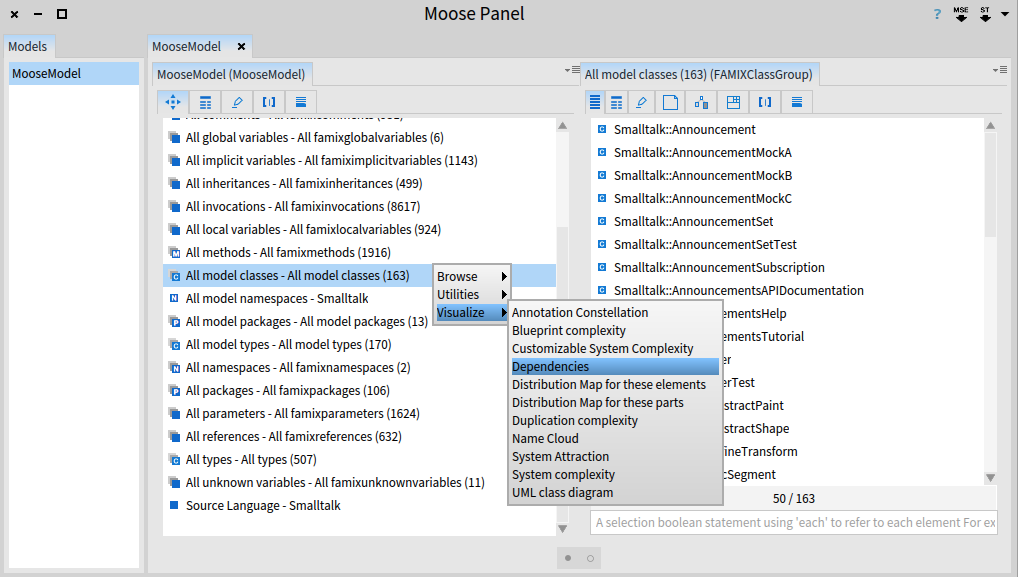 Moose Panel
?
MSE
ST
Models
MooseModel
MooseModel
MooseModel (MooseModel)
All global variables - All famixglobalvariables (6)
All implicit variables - All famiximplicitvariables (1143)
All inheritances - All famixinheritances (499)
All invocations - All famixinvocations (8617)
All local variables - All famixlocalvariables (924)
All methods - All famixmethods (1916)
All model classes - All model classes (163)
All model namespaces - Smalltalk
All model packages - All model packages (13)
All model types - All model types (170)
All namespaces - All famixnamespaces (2)
All packages - All famixpackages (106)
All parameters - All famixparameters (1624)
All references - All famixreferences (632)
All types - All types (507)
All unknown variables - All famixunknownvariables (11)
Source Language - Smalltalk
Browse
Utilities
Visualize
Annotation Constellation
Blueprint complexity
Customizable System Complexity
Dependencies
Distribution Map for these elements
Distribution Map for these parts
Duplication complexity
Name Cloud
System Attraction
System complexity
UML class diagram
All model classes (163) (FAMIXClassGroup)
Smalltalk::Announcement
Smalltalk::AnnouncementMockA
Smalltalk::AnnouncementMockB
Smalltalk::AnnouncementMockC
Smalltalk::AnnouncementSet
Smalltalk::AnnouncementSetTest
Smalltalk::AnnouncementSubscription
Smalltalk::AnnouncementsAPIDocumentation
ementsHelp
ementsTutorial
er
erTest
stractPaint
stractShape
fineTransform
cSegment
50 / 163
A selection boolean statement using 'each' to refer to each element For ex